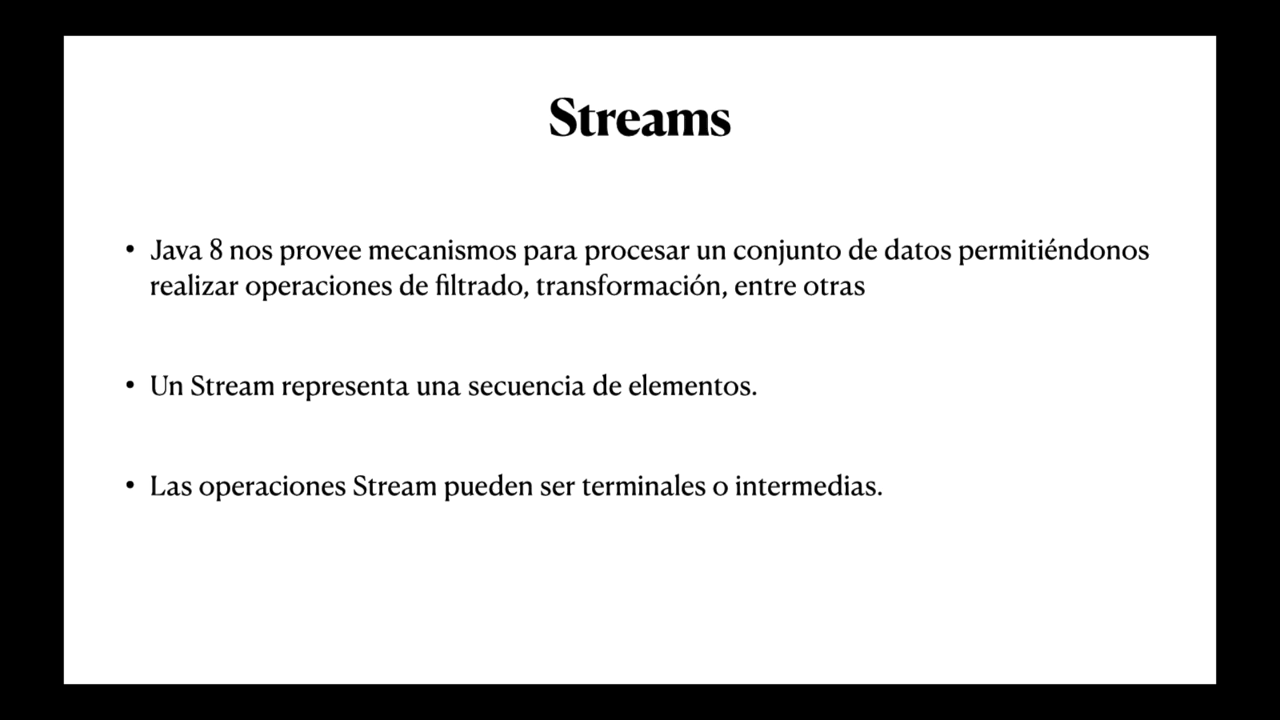 Streams
• Java 8 nos provee mecanismos para procesar un conjunto de datos permitiéndonos
realizar operaciones de filtrado, transformación, entre otras
• Un Stream representa una secuencia de elementos.
• Las operaciones Stream pueden ser terminales o intermedias.